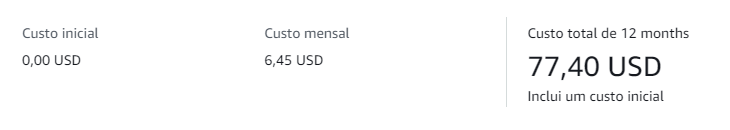 Custo inicial
0,00 USD
Custo mensal
6,45 USD
Custo total de 12 months
77,40 USD
Inclui um custo inicial